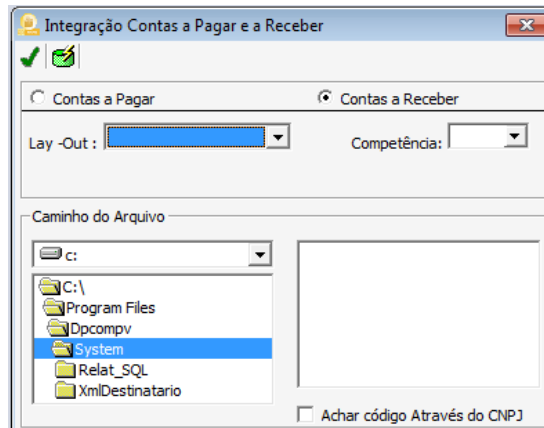 Integração Contas a Pagar e a Receber
Contas a Pagar
Contas a Receber
Lay -Out :
Competência:
Caminho do Arquivo
c:
C:\
Program Files
Dpcompv
System
Relat_SQL
XmlDestinatario
Achar código Através do CNPJ